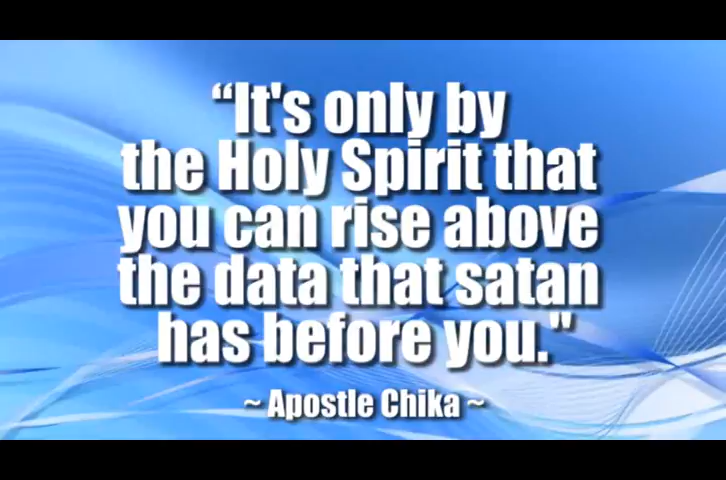 “It's only by
the Holy Spirit that
you can rise above
the data that satan
has before you."
~ Apostle Chika ~